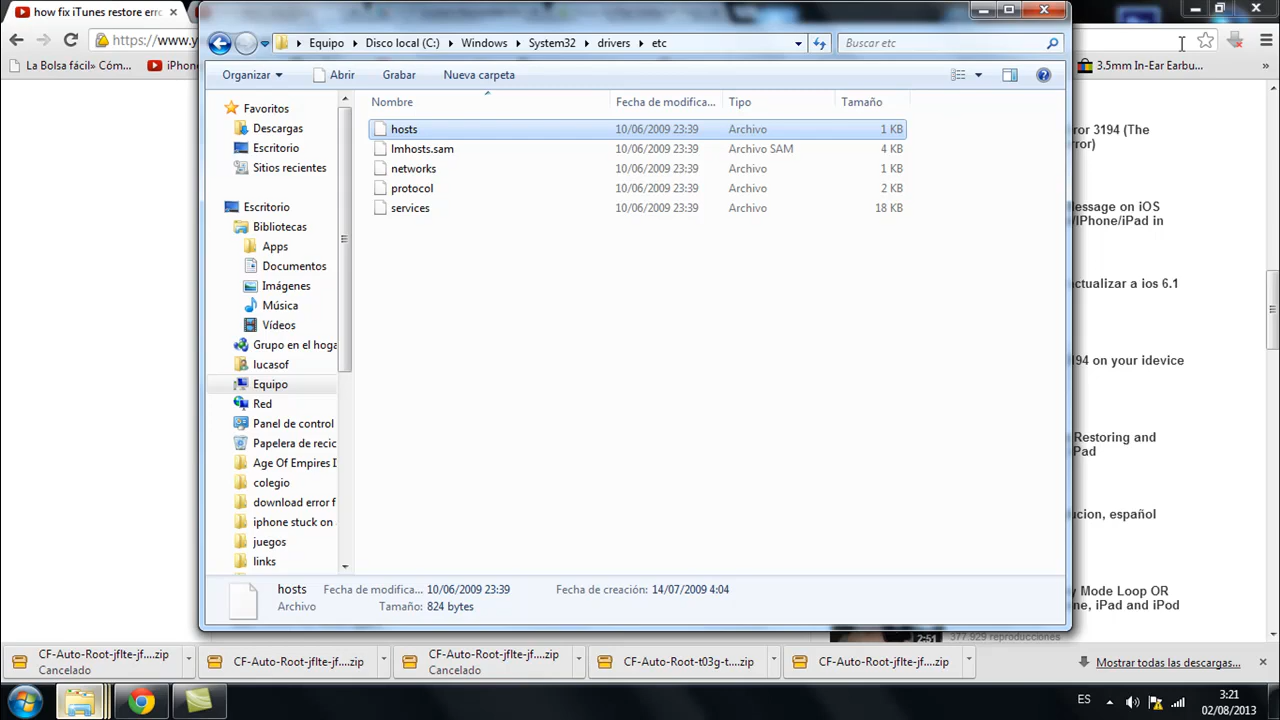 how fix iTunes restore erro
https://www.y
La Bolsa fácil» Cóm...
iPhon
3.5mm In-Ear Earbu...
»
Equipo
Disco local (C:)
Windows
System32
drivers
etc
Buscar etc
Organizar
Abrir
Grabar
Nueva carpeta
Nombre
Fecha de modifica...
Tipo
Tamaño
hosts
10/06/2009 23:39
Archivo
1 KB
lmhosts.sam
10/06/2009 23:39
Archivo SAM
4 KB
networks
10/06/2009 23:39
Archivo
1 KB
protocol
10/06/2009 23:39
Archivo
2 KB
services
10/06/2009 23:39
Archivo
18 KB
Favoritos
Descargas
Escritorio
Sitios recientes
Escritorio
Bibliotecas
Apps
Documentos
Imágenes
Música
Vídeos
Grupo en el hoga
lucasof
Equipo
Red
Panel de control
Papelera de recic
Age Of Empires I
colegio
download error f
iphone stuck on
juegos
links
hosts
Archivo
Fecha de modifica... 10/06/2009 23:39
Tamaño: 824 bytes
Fecha de creación: 14/07/2009 4:04
ror 3194 (The
rror)
lessage on iOS
/IPhone/iPad in
actualizar a ios 6.1
194 on your idevice
Restoring and
Pad
ucion, español
y Mode Loop OR
ne, iPad and iPod
2:51
377.929 reproducciones
CF-Auto-Root-jflte-jf....zip
Cancelado
CF-Auto-Root-jflte-jf....zip
CF-Auto-Root-jflte-jf....zip
Cancelado
CF-Auto-Root-t03g-t....zip
CF-Auto-Root-jflte-jf....zip
Mostrar todas las descargas...
ES
3:21
02/08/2013